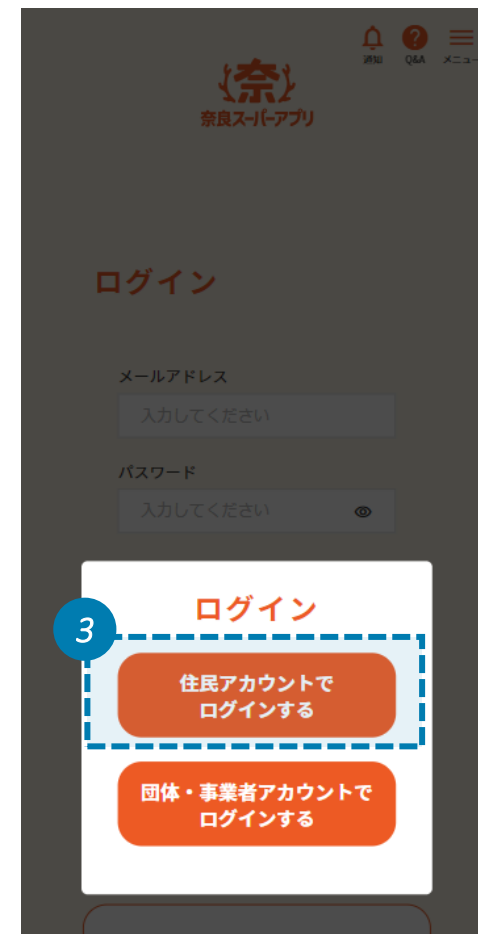 通知 Q&A メニュー
奈
奈良スーパーアプリ
ログイン
メールアドレス
入力してください
パスワード
入力してください
ログイン
3
住民アカウントで
ログインする
団体・事業者アカウントで
ログインする